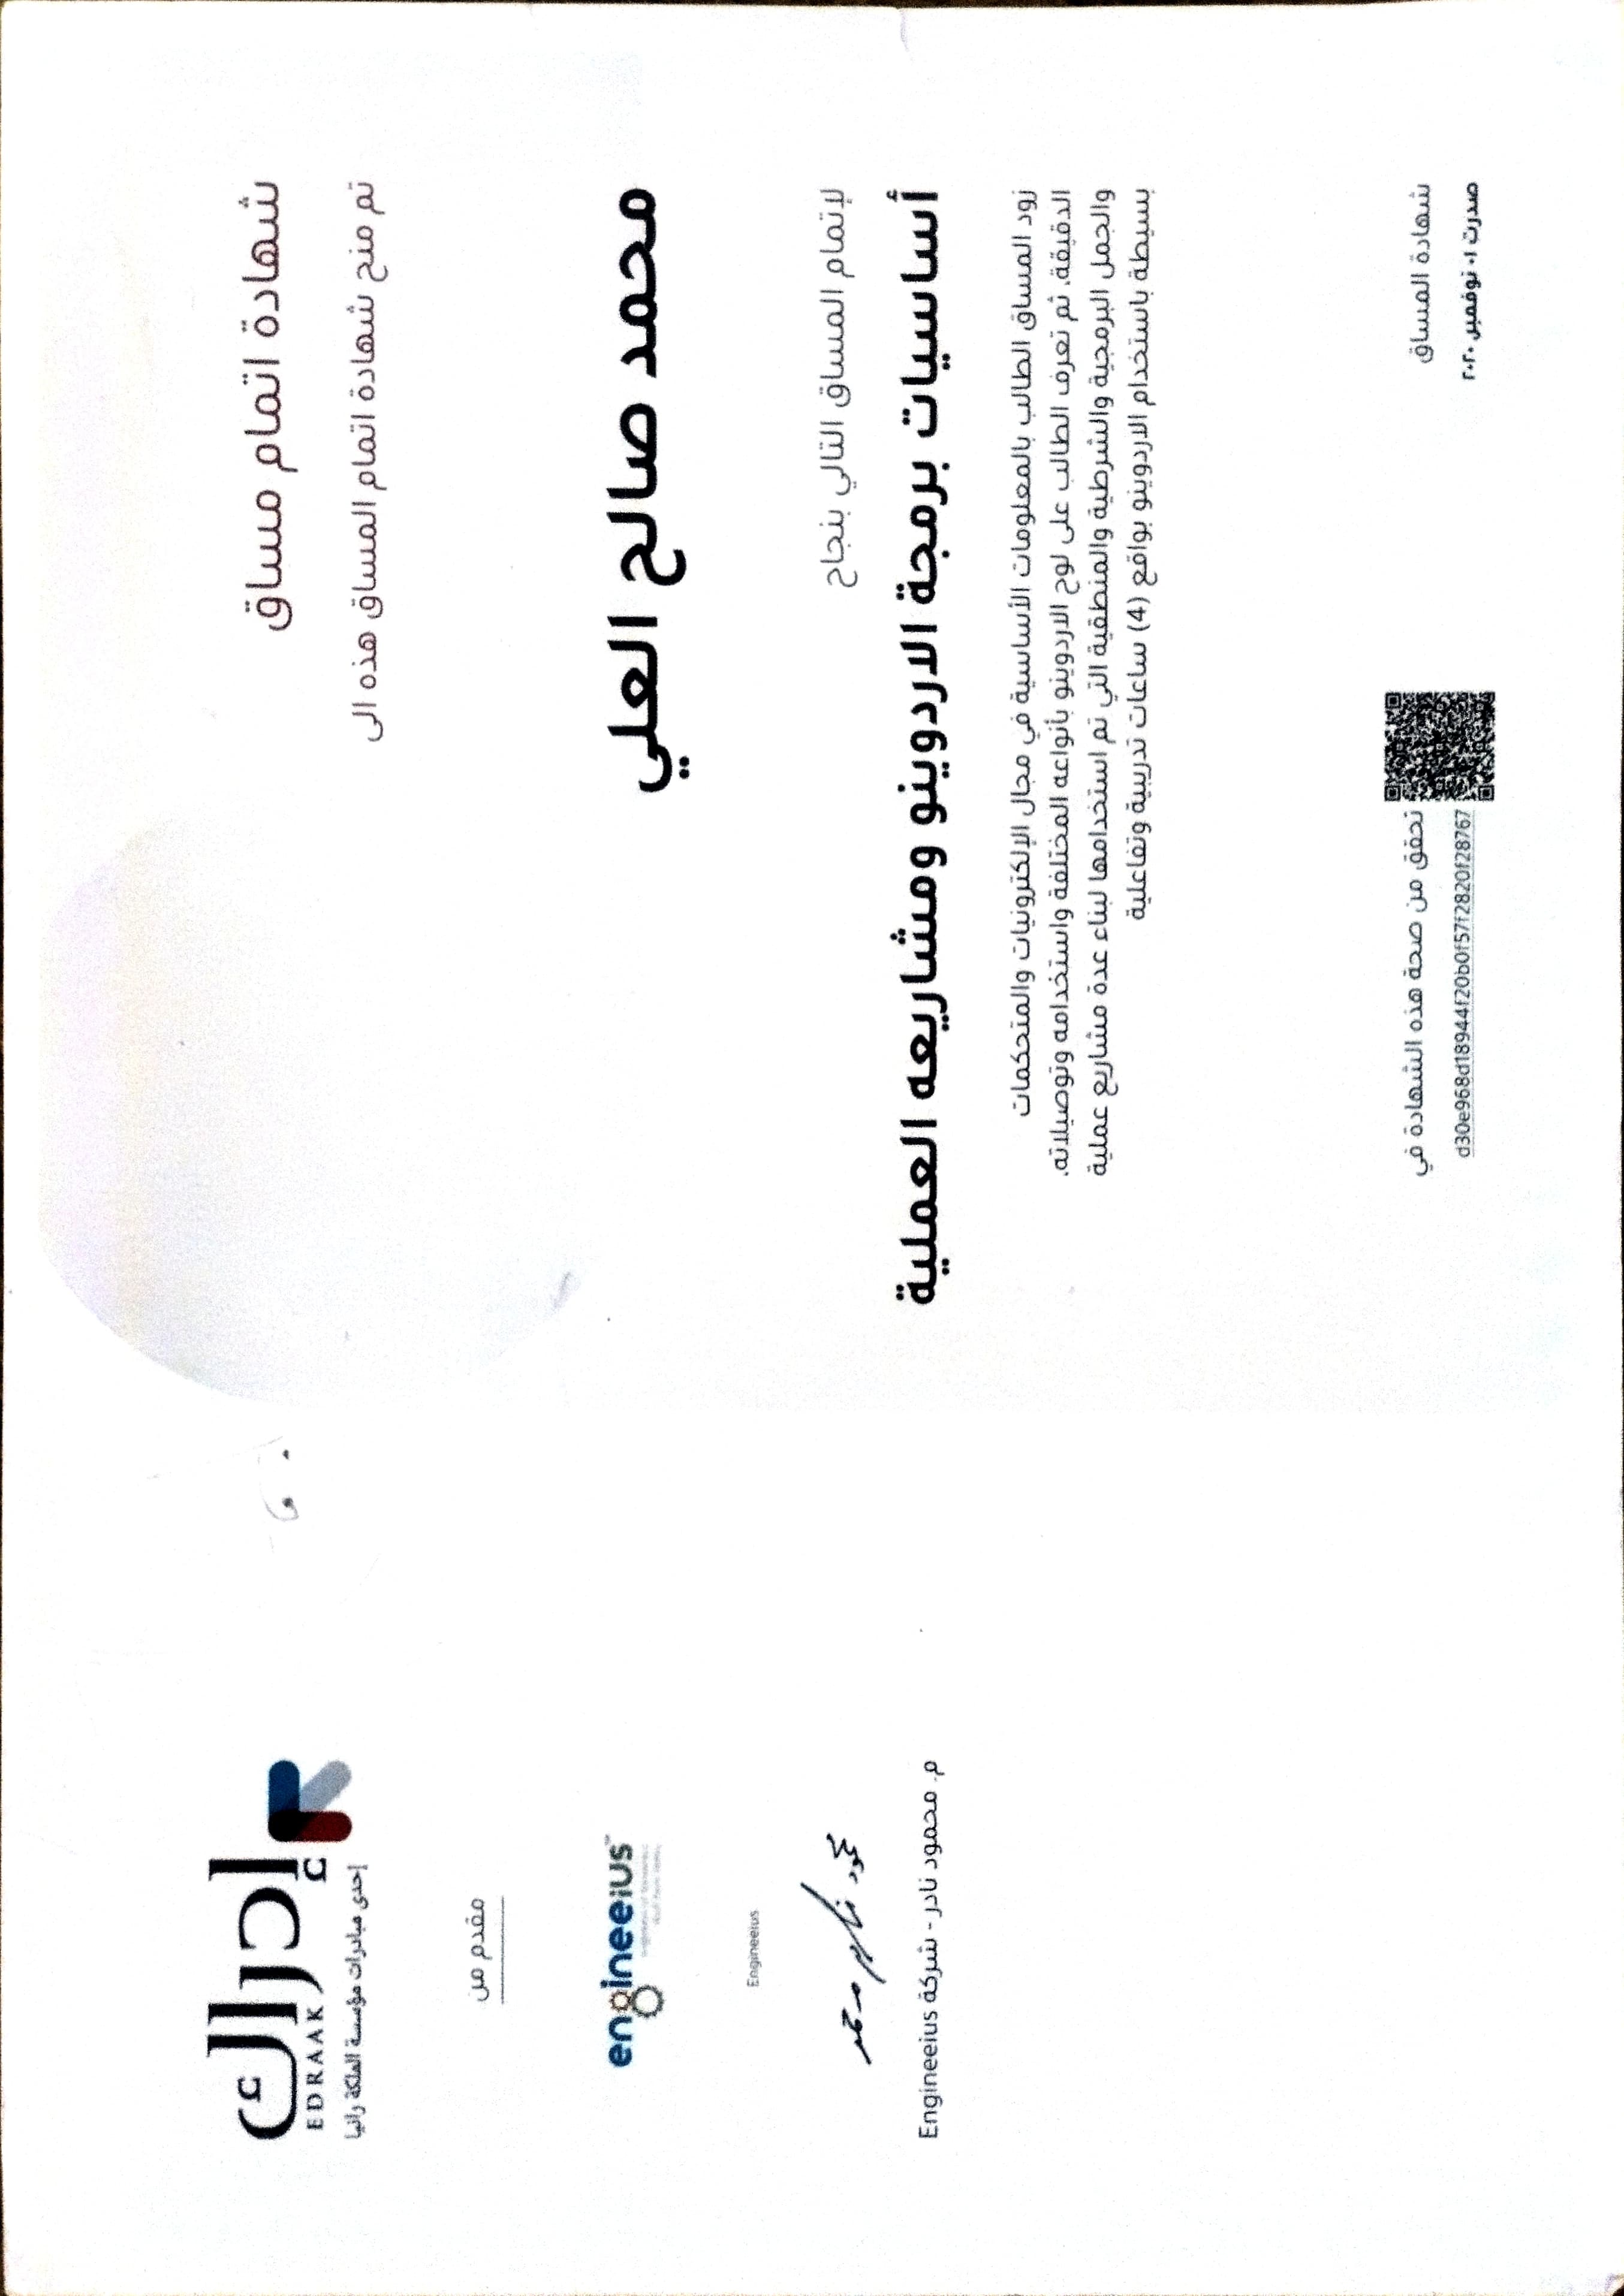 شهادة اتمام مساق
تم منح شهادة اتمام المساق هذه الى
محمد صالح العلي
لإتمام المساق التالي بنجاح
أساسيات برمجة الاردوينو ومشاريعه العملية
زود المساق الطالب بالمعلومات الأساسية في مجال الإلكترونيات والمتحكمات
الدقيقة، ثم تعرف الطالب على لوح الاردوينو بأنواعه المختلفة واستخدامه وتوصيلاته،
والجمل البرمجية والشرطية والمنطقية التي تم استخدامها لبناء عدة مشاريع عملية
بسيطة باستخدام الاردوينو بواقع (4) ساعات تدريبية وتفاعلية
شهادة المساق
صدرت ٠١ نوفمبر ٢٠٢٠
تحقق من صحة هذه الشهادة في
d30e968d18944f20b0f57f2820f28767
إدراك
EDRAAK
إحدى مبادرات مؤسسة الملكة رانيا
مقدم من
engineeius
Engineeius
محمود نادر محمد
م. محمود نادر - شركة Engineeius